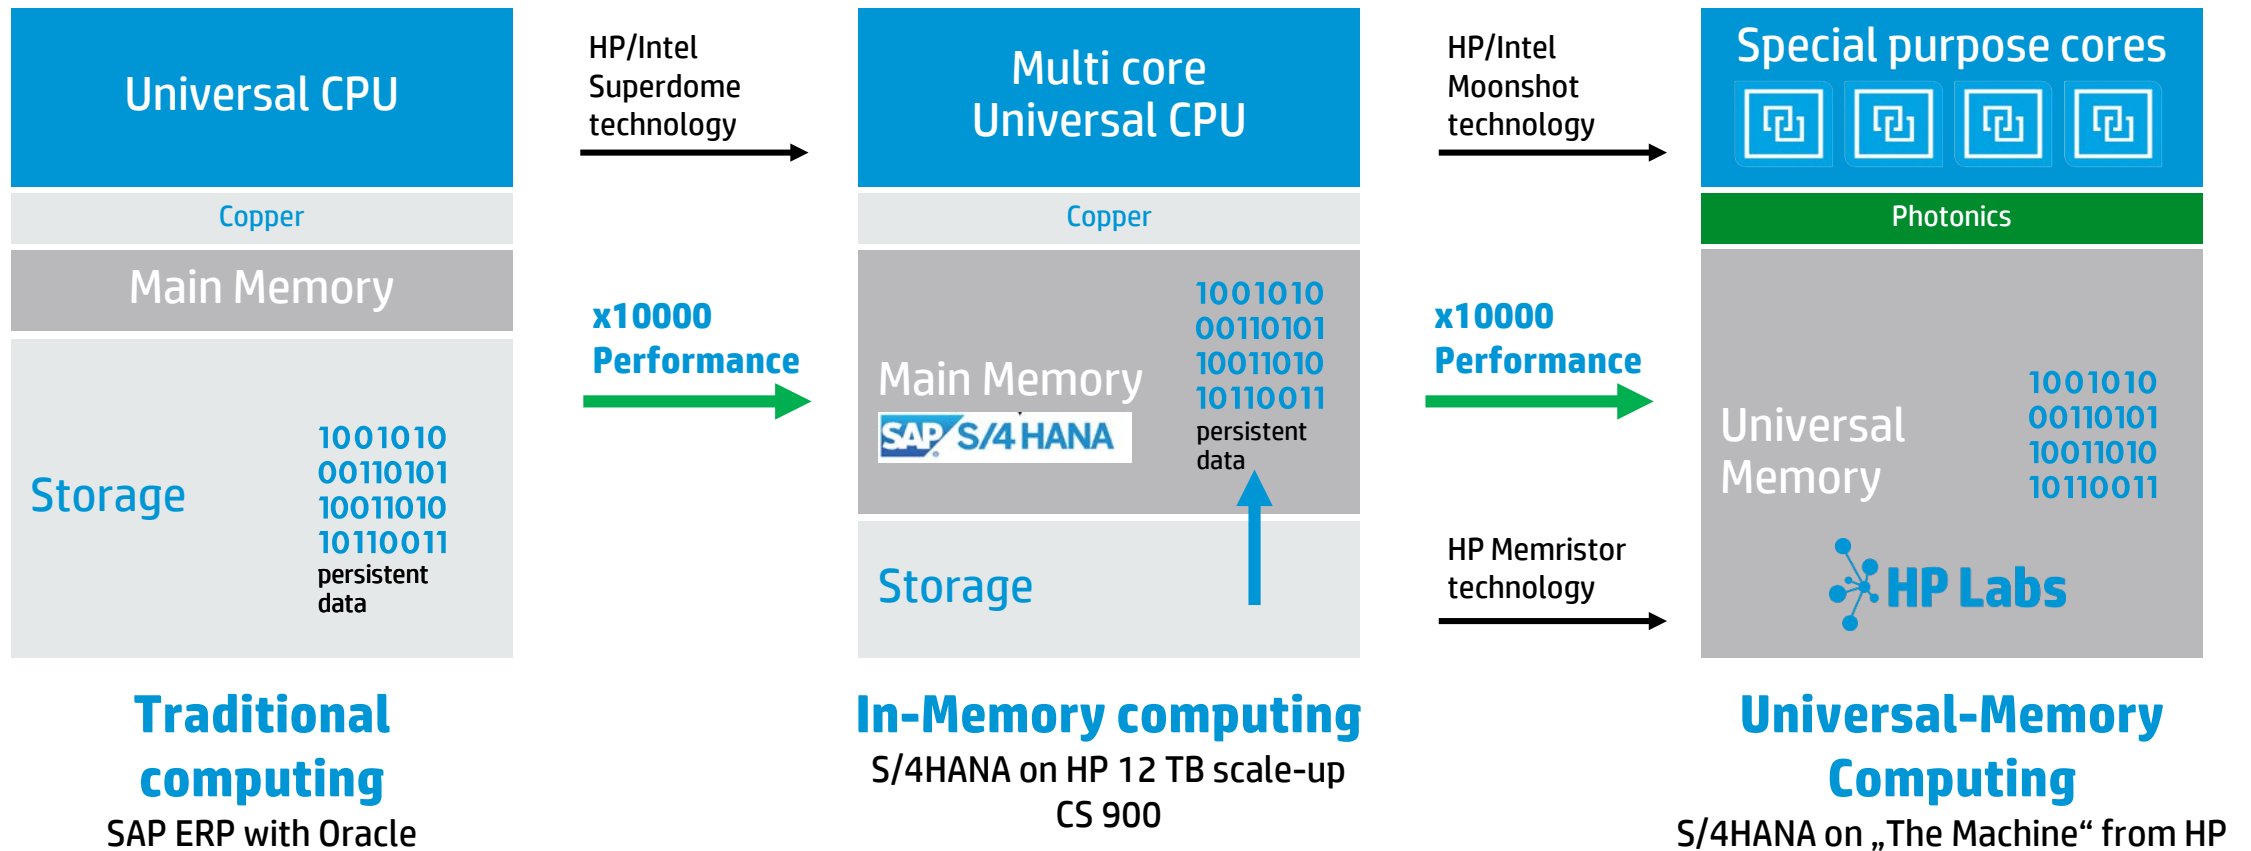 Universal CPU
Copper
Main Memory
Storage
1001010
00110101
10011010
10110011
persistent
data
Traditional
computing
SAP ERP with Oracle
HP/Intel
Superdome
technology
x10000
Performance
Multi core
Universal CPU
Copper
Main Memory
SAP S/4 HANA
1001010
00110101
10011010
10110011
persistent
data
Storage
In-Memory computing
S/4HANA on HP 12 TB scale-up
CS 900
HP/Intel
Moonshot
technology
x10000
Performance
HP Memristor
technology
Special purpose cores
Photonics
Universal
Memory
1001010
00110101
10011010
10110011
HP Labs
Universal-Memory
Computing
S/4HANA on „The Machine“ from HP